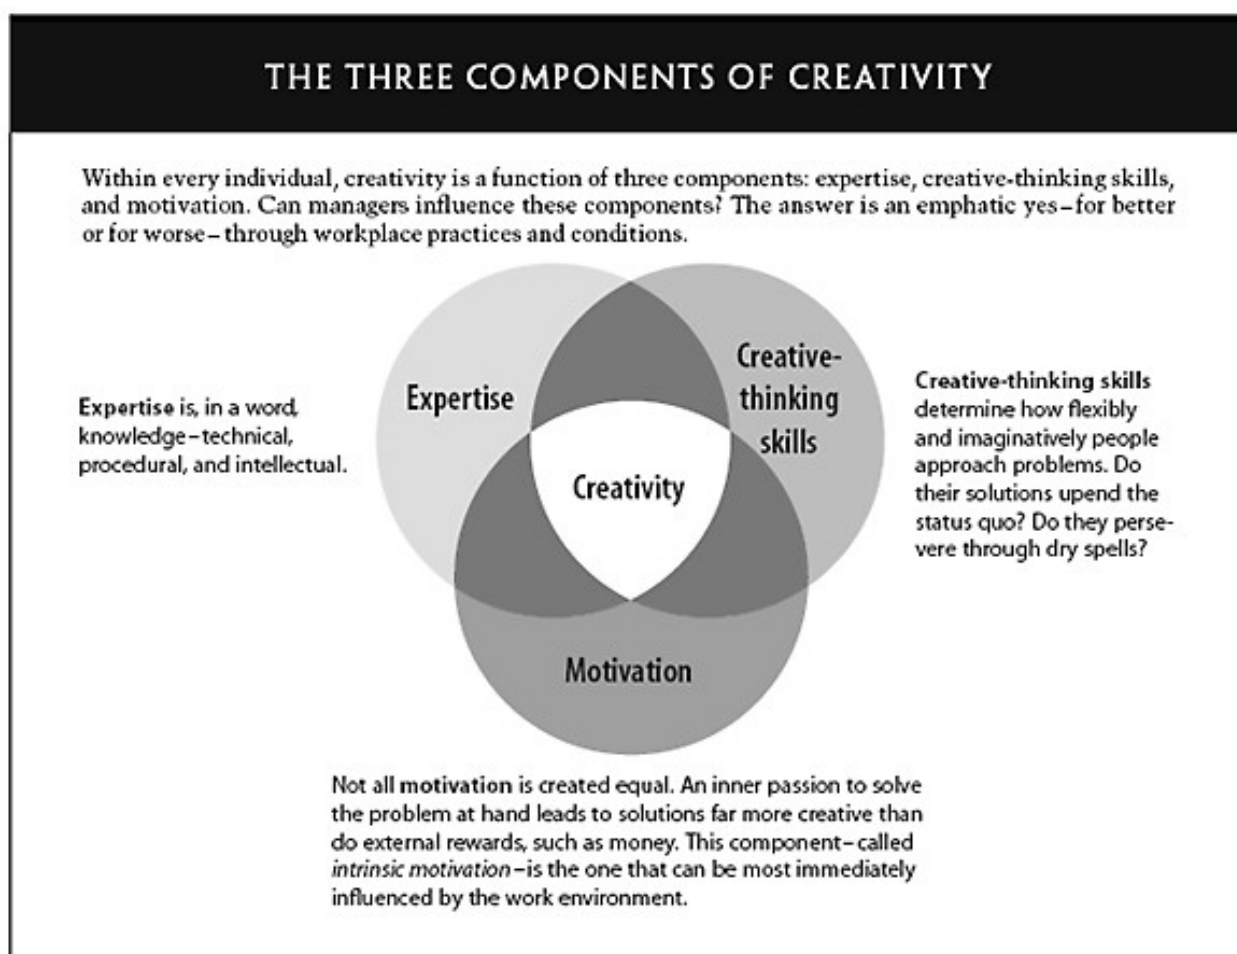 THE THREE COMPONENTS OF CREATIVITY
Within every individual, creativity is a function of three components: expertise, creative-thinking skills,
and motivation. Can managers influence these components? The answer is an emphatic yes–for better
or for worse–through workplace practices and conditions.
Expertise is, in a word,
knowledge–technical,
procedural, and intellectual.
Expertise
Creative-
thinking
skills
Creativity
Motivation
Creative-thinking skills
determine how flexibly
and imaginatively people
approach problems. Do
their solutions upend the
status quo? Do they perse-
vere through dry spells?
Not all motivation is created equal. An inner passion to solve
the problem at hand leads to solutions far more creative than
do external rewards, such as money. This component–called
intrinsic motivation–is the one that can be most immediately
influenced by the work environment.